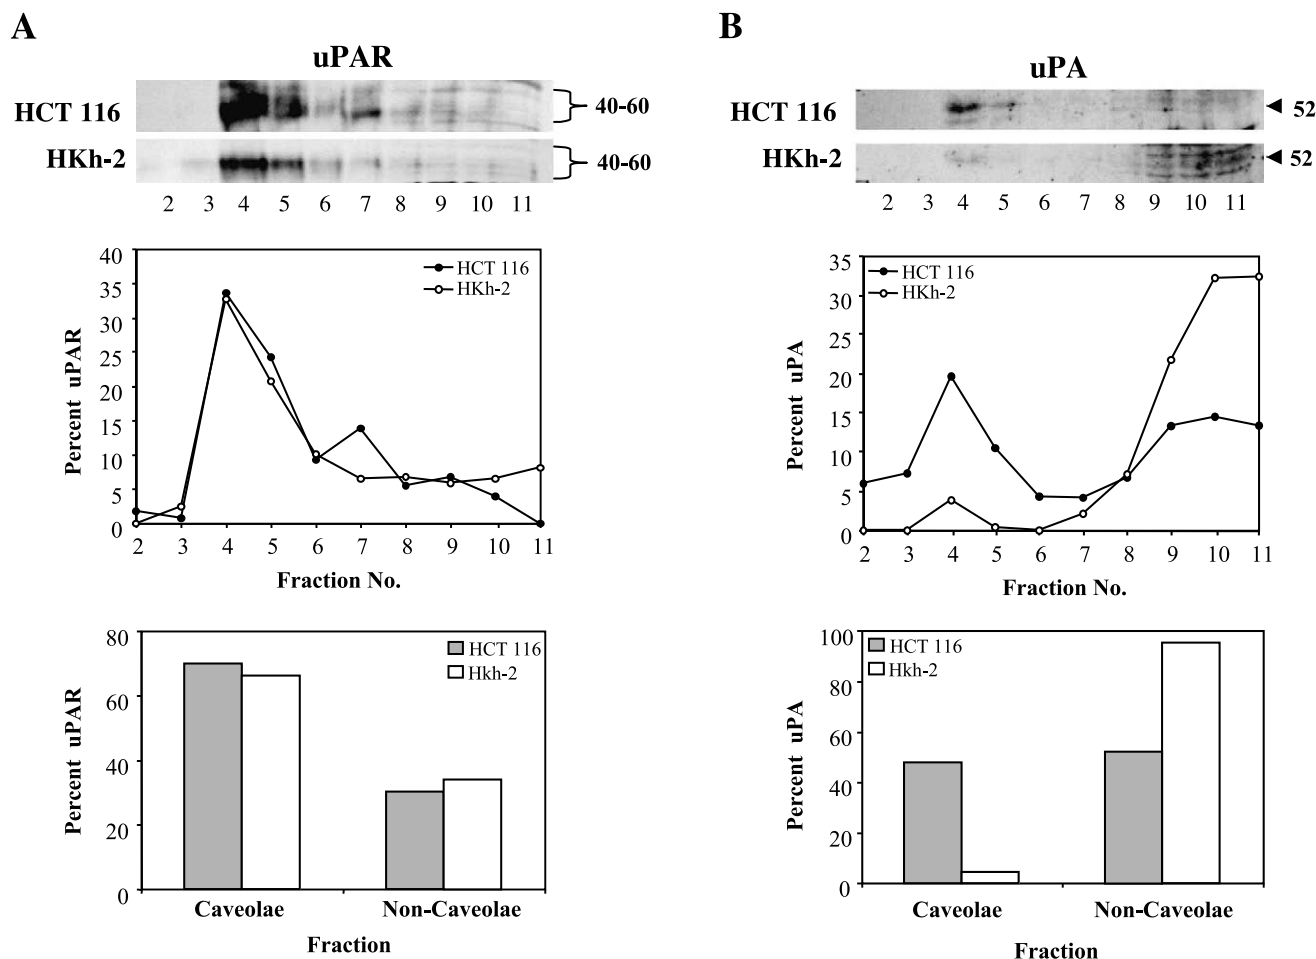 A
uPAR
HCT 116
40-60
HKh-2
40-60
2 3 4 5 6 7 8 9 10 11
40
35
30
25
20
15
10
5
0
HCT 116
HKh-2
Percent uPAR
2 3 4 5 6 7 8 9 10 11
Fraction No.
80
60
40
20
0
HCT 116
Hkh-2
Percent uPAR
Caveolae Non-Caveolae
Fraction
B
uPA
HCT 116
52
HKh-2
52
2 3 4 5 6 7 8 9 10 11
35
30
25
20
15
10
5
0
HCT 116
HKh-2
Percent uPA
2 3 4 5 6 7 8 9 10 11
Fraction No.
100
80
60
40
20
0
HCT 116
Hkh-2
Percent uPA
Caveolae Non-Caveolae
Fraction